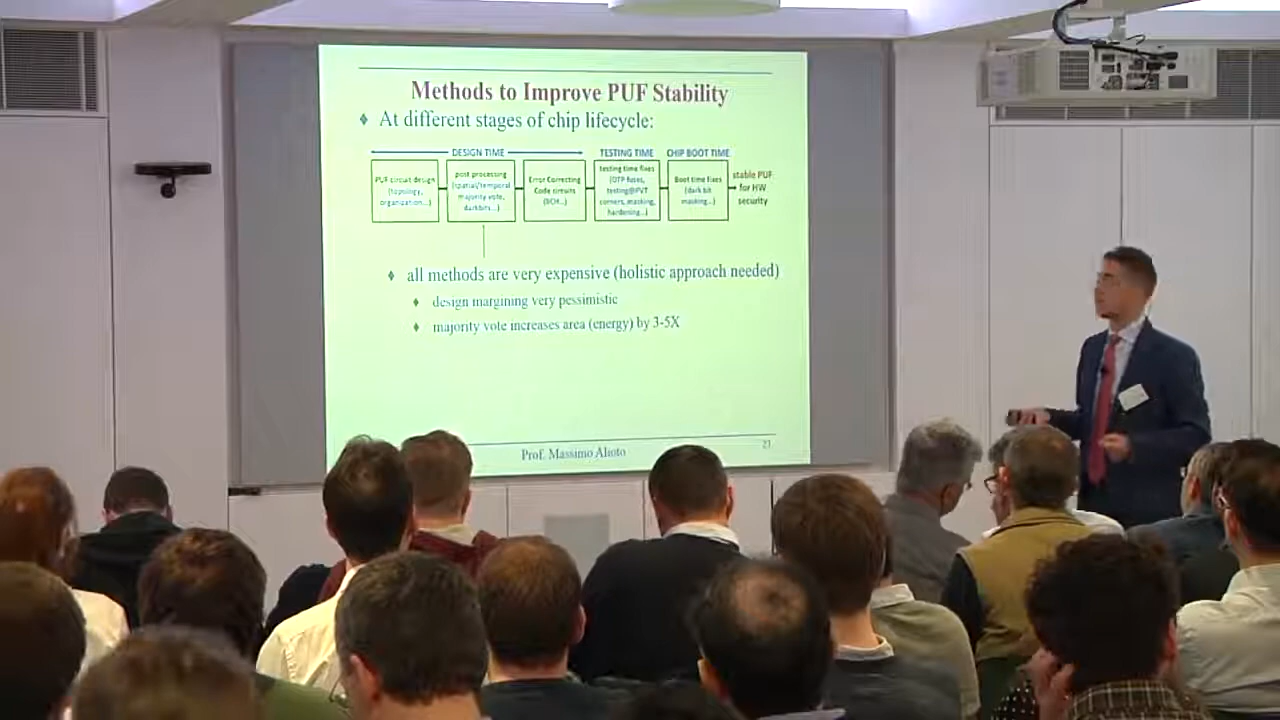 Methods to Improve PUF Stability
At different stages of chip lifecycle:
DESIGN TIME
TESTING TIME
CHIP BOOT TIME
PUF circuit design
(topology,
organization...)
post processing
(spatial/temporal
majority vote,
darkbits...)
Error Correcting
Code circuits
(BCH...)
testing time fixes
(OTP fuses,
testing@PVT
corners, masking,
hardening...)
Boot time fixes
(dark bit
masking...)
stable PUF
for HW
security
all methods are very expensive (holistic approach needed)
design margining very pessimistic
majority vote increases area (energy) by 3-5X
Prof. Massimo Alioto